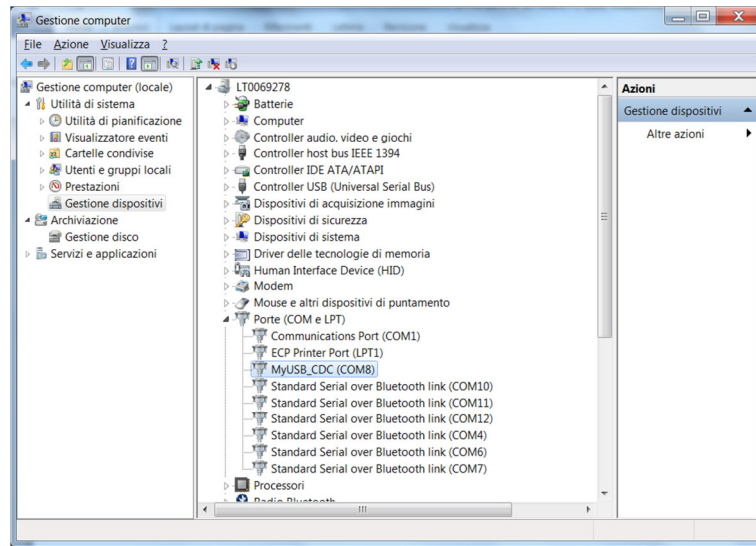 Gestione computer
File Azione Visualizza ?
Gestione computer (locale)
Utilità di sistema
Utilità di pianificazione
Visualizzatore eventi
Cartelle condivise
Utenti e gruppi locali
Prestazioni
Gestione dispositivi
Archiviazione
Gestione disco
Servizi e applicazioni
LT0069278
Batterie
Computer
Controller audio, video e giochi
Controller host bus IEEE 1394
Controller IDE ATA/ATAPI
Controller USB (Universal Serial Bus)
Dispositivi di acquisizione immagini
Dispositivi di sicurezza
Dispositivi di sistema
Driver delle tecnologie di memoria
Human Interface Device (HID)
Modem
Mouse e altri dispositivi di puntamento
Porte (COM e LPT)
Communications Port (COM1)
ECP Printer Port (LPT1)
MyUSB_CDC (COM8)
Standard Serial over Bluetooth link (COM10)
Standard Serial over Bluetooth link (COM11)
Standard Serial over Bluetooth link (COM12)
Standard Serial over Bluetooth link (COM4)
Standard Serial over Bluetooth link (COM6)
Standard Serial over Bluetooth link (COM7)
Processori
Radio Bluetooth
Azioni
Gestione dispositivi
Altre azioni